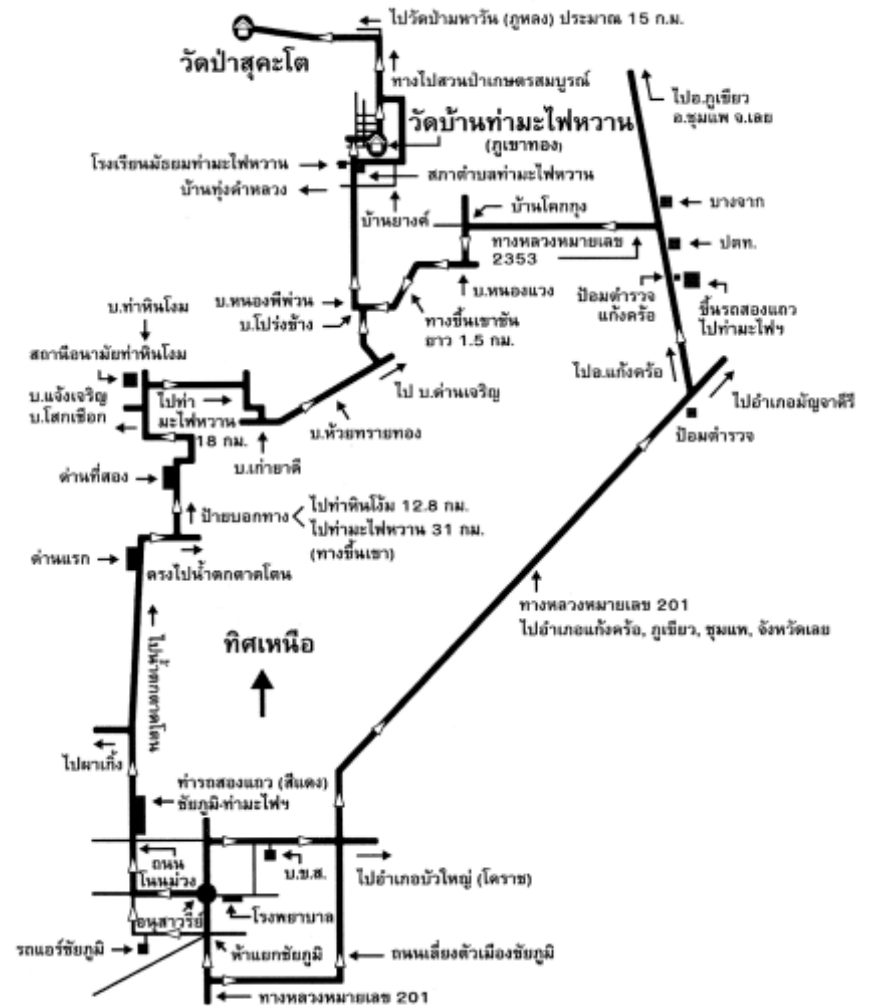 ไปวัดป่ามหาวัน (ภูหลง) ประมาณ 15 ก.ม.
วัดป่าสุคะโต
ทางไปสวนป่าเกษตรสมบูรณ์
ไปอ.ภูเขียว
อ.ชุมแพ จ.เลย
วัดบ้านท่ามะไฟหวาน
(ภูเขาทอง)
โรงเรียนมัธยมท่ามะไฟหวาน
สภาตำบลท่ามะไฟหวาน
บ้านทุ่งคำหลวง
บ้านยางค์
บ้านโคกกุง
บางจาก
ทางหลวงหมายเลข
2353
ปตท.
บ.หนองแวง
ป้อมตำรวจ
แก้งคร้อ
ขึ้นรถสองแถว
ไปท่ามะไฟฯ
บ.หนองพีพ่วน
บ.โปร่งช้าง
ทางขึ้นเขาชัน
ยาว 1.5 กม.
บ.ท่าหินโงม
สถานีอนามัยท่าหินโงม
บ.แจ้งเจริญ
บ.โสกเชือก
ไปท่า
มะไฟหวาน
18 กม.
ไป บ.ด่านเจริญ
ไปอ.แก้งคร้อ
ไปอำเภอมัญจาคีรี
ป้อมตำรวจ
บ.ห้วยทรายทอง
บ.เก่ายาดี
ด่านที่สอง
ป้ายบอกทาง
ไปท่าหินโง้ม 12.8 กม.
ไปท่ามะไฟหวาน 31 กม.
(ทางขึ้นเขา)
ด่านแรก
ตรงไปน้ำตกตาดโตน
ทางหลวงหมายเลข 201
ไปอำเภอแก้งคร้อ, ภูเขียว, ชุมแพ, จังหวัดเลย
ไปน้ำตกตาดโตน
ทิศเหนือ
ไปผาเกิ้ง
ท่ารถสองแถว (สีแดง)
ชัยภูมิ-ท่ามะไฟฯ
ถนน
โนนม่วง
บ.ข.ส.
ไปอำเภอบัวใหญ่ (โคราช)
อนุสาวรีย์
โรงพยาบาล
รถแอร์ชัยภูมิ
ห้าแยกชัยภูมิ
ถนนเลี่ยงตัวเมืองชัยภูมิ
ทางหลวงหมายเลข 201